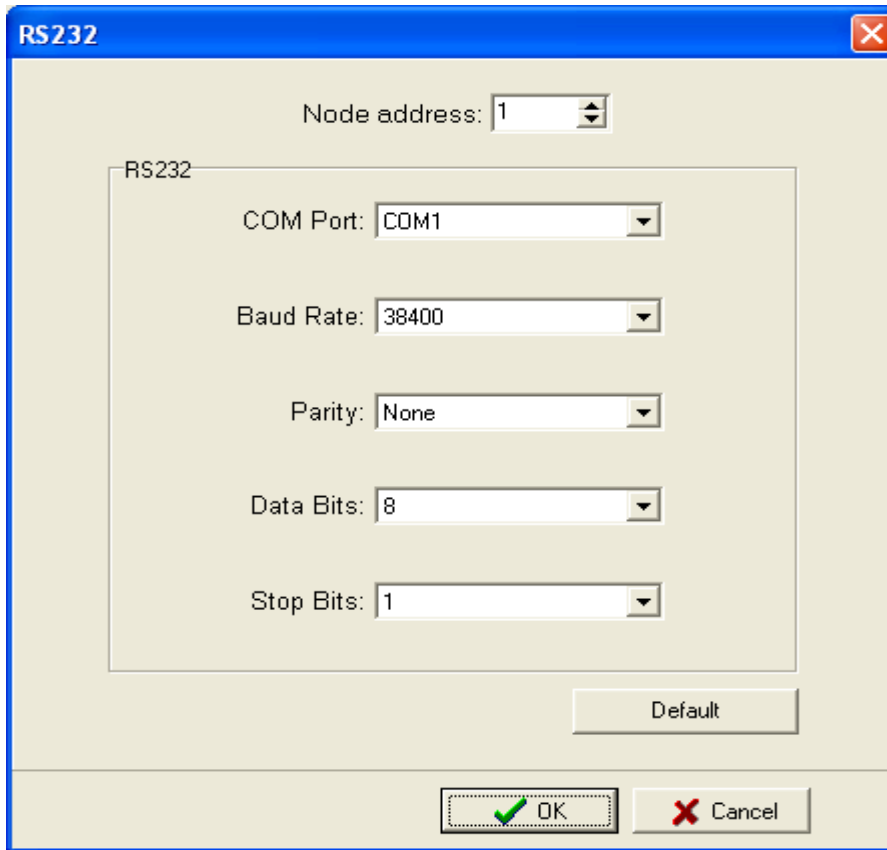 RS232
Node address: 1
RS232
COM Port: COM1
Baud Rate: 38400
Parity: None
Data Bits: 8
Stop Bits: 1
Default
OK Cancel